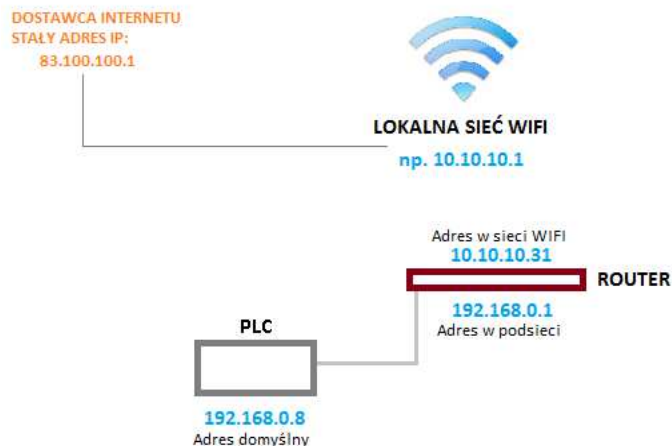 DOSTAWCA INTERNETU
STAŁY ADRES IP:
83.100.100.1
LOKALNA SIEĆ WIFI
np. 10.10.10.1
Adres w sieci WIFI
10.10.10.31
ROUTER
192.168.0.1
Adres w podsieci
PLC
192.168.0.8
Adres domyślny